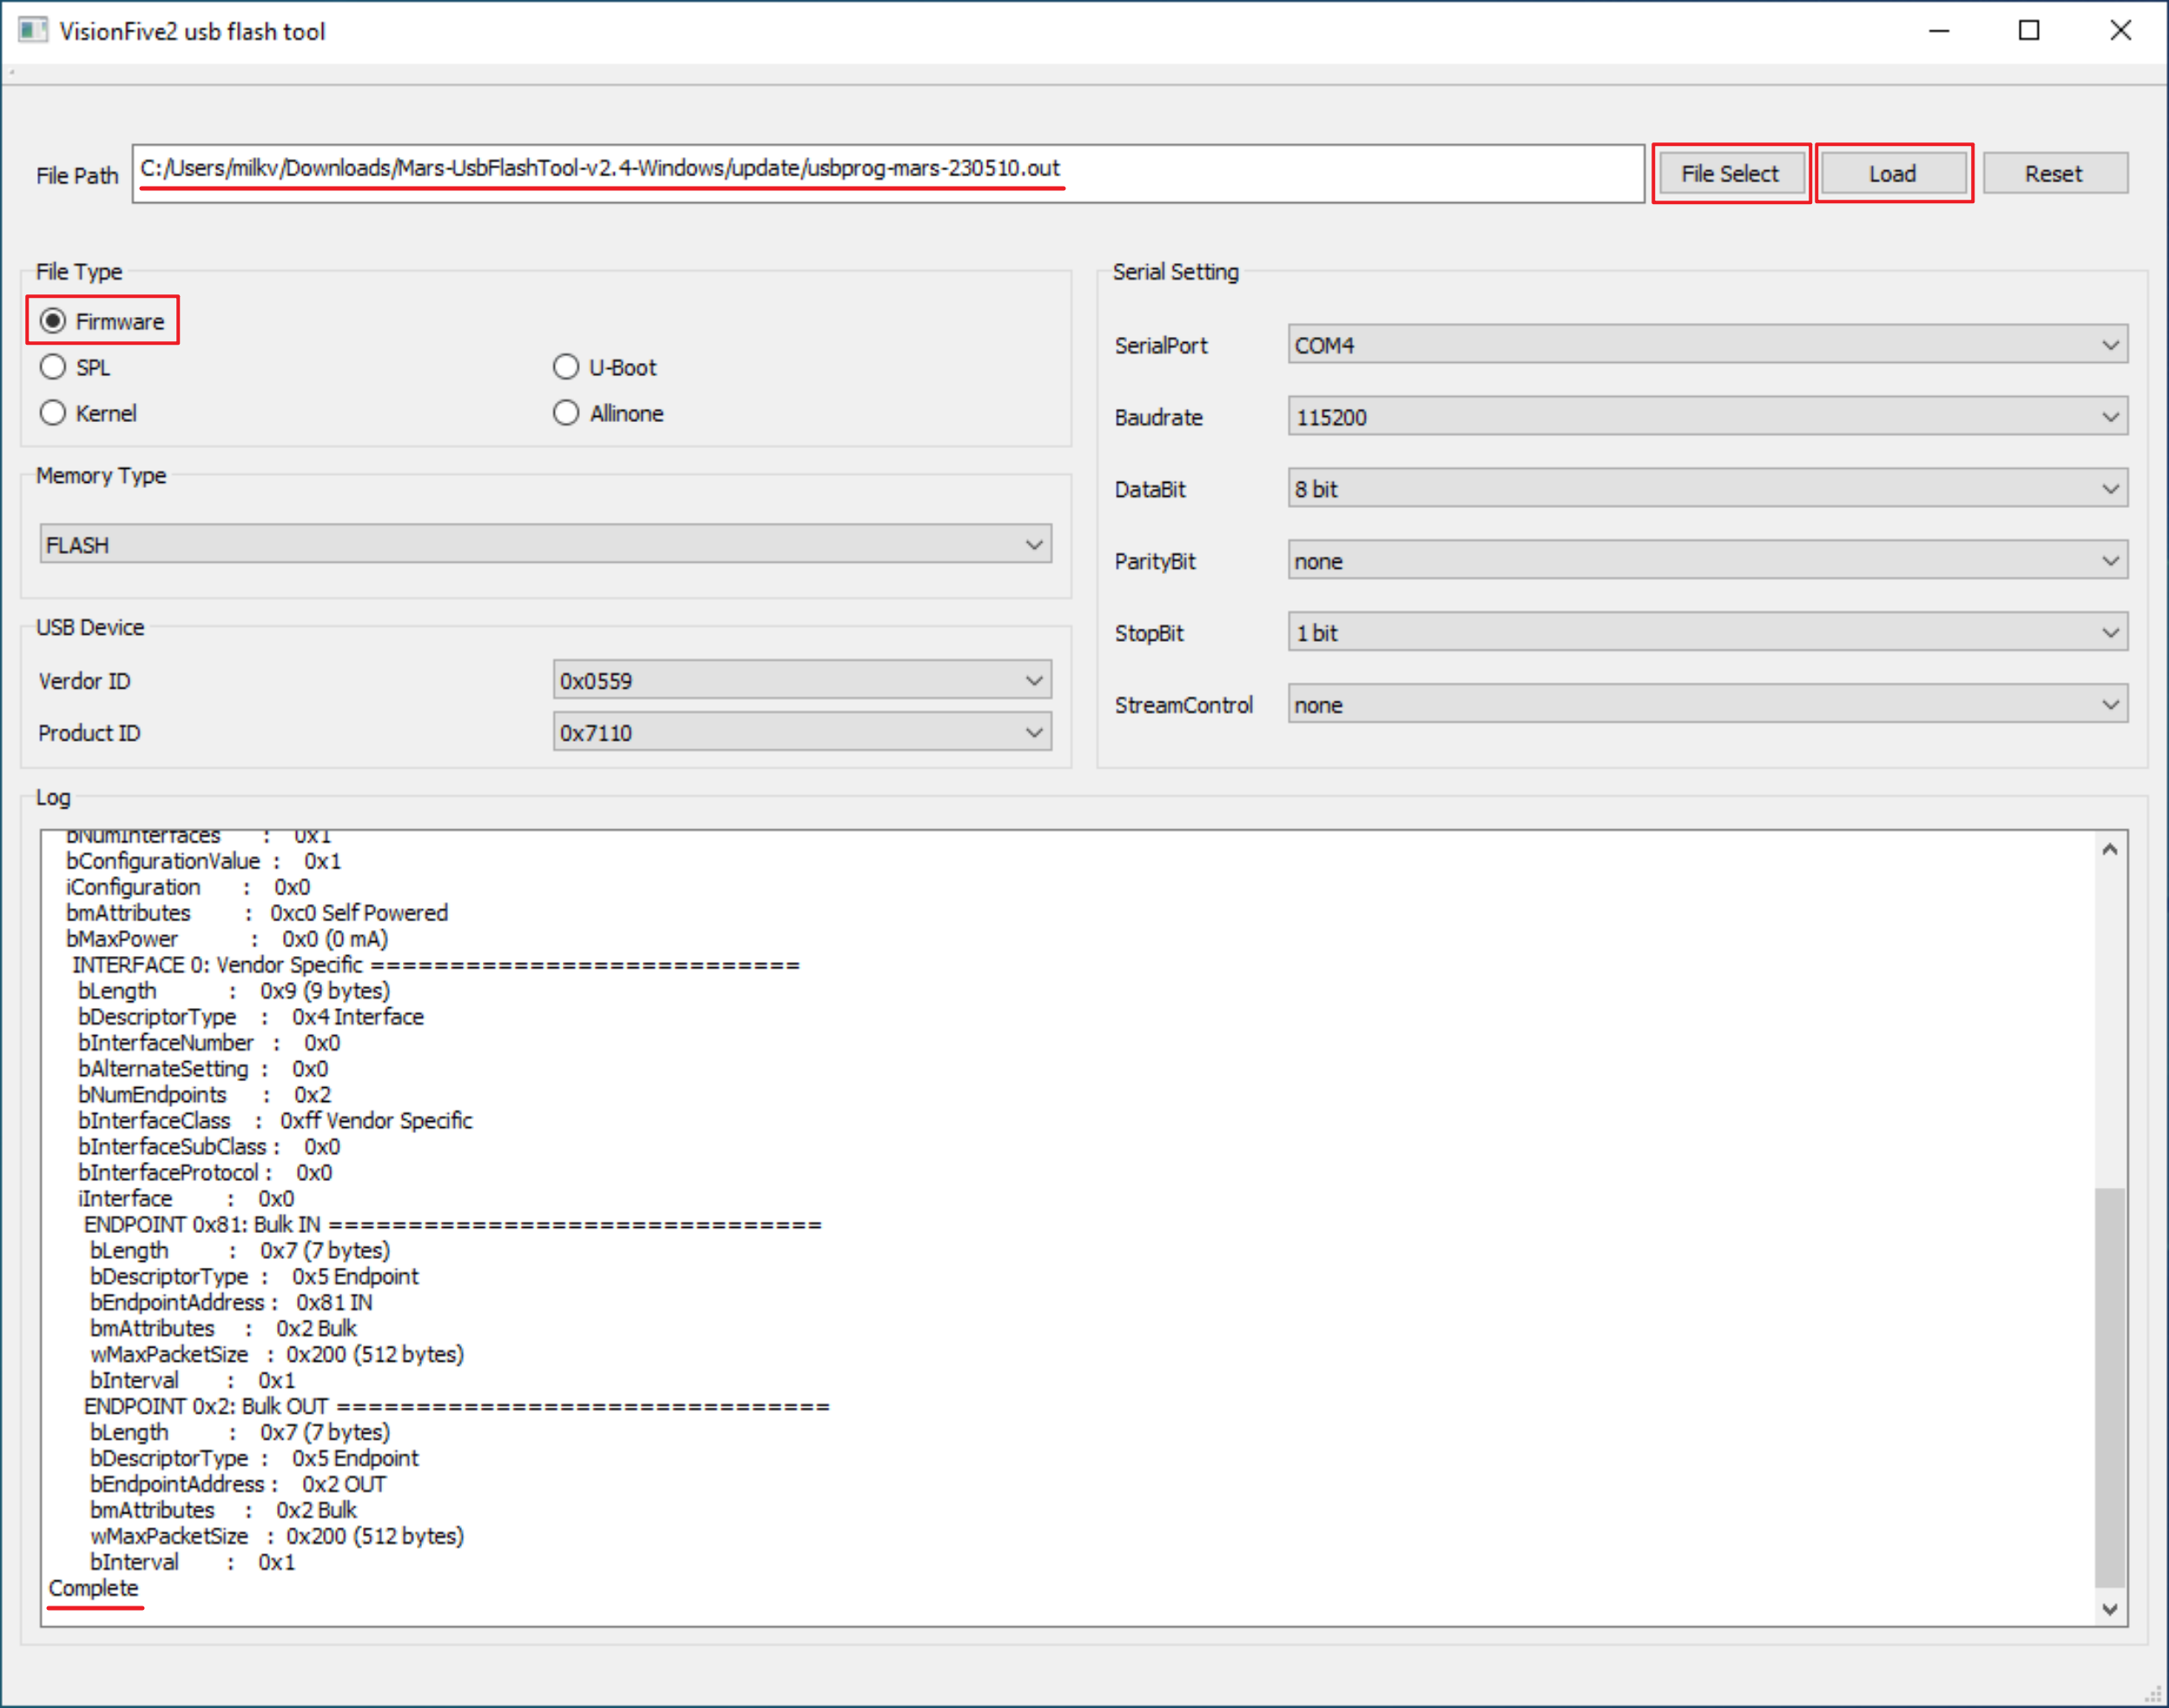 VisionFive2 usb flash tool
File Path C:/Users/milkv/Downloads/Mars-UsbFlashTool-v2.4-Windows/update/usbprog-mars-230510.out File Select Load Reset
File Type
Firmware
SPL U-Boot
Kernel Allinone
Memory Type
FLASH
USB Device
Verdor ID 0x0559
Product ID 0x7110
Serial Setting
SerialPort COM4
Baudrate 115200
DataBit 8 bit
ParityBit none
StopBit 1 bit
StreamControl none
Log
bNumInterfaces : 0x1
bConfigurationValue : 0x1
iConfiguration : 0x0
bmAttributes : 0xc0 Self Powered
bMaxPower : 0x0 (0 mA)
INTERFACE 0: Vendor Specific ===========================
bLength : 0x9 (9 bytes)
bDescriptorType : 0x4 Interface
bInterfaceNumber : 0x0
bAlternateSetting : 0x0
bNumEndpoints : 0x2
bInterfaceClass : 0xff Vendor Specific
bInterfaceSubClass : 0x0
bInterfaceProtocol : 0x0
iInterface : 0x0
ENDPOINT 0x81: Bulk IN ===============================
bLength : 0x7 (7 bytes)
bDescriptorType : 0x5 Endpoint
bEndpointAddress : 0x81 IN
bmAttributes : 0x2 Bulk
wMaxPacketSize : 0x200 (512 bytes)
bInterval : 0x1
ENDPOINT 0x2: Bulk OUT ===============================
bLength : 0x7 (7 bytes)
bDescriptorType : 0x5 Endpoint
bEndpointAddress : 0x2 OUT
bmAttributes : 0x2 Bulk
wMaxPacketSize : 0x200 (512 bytes)
bInterval : 0x1
Complete